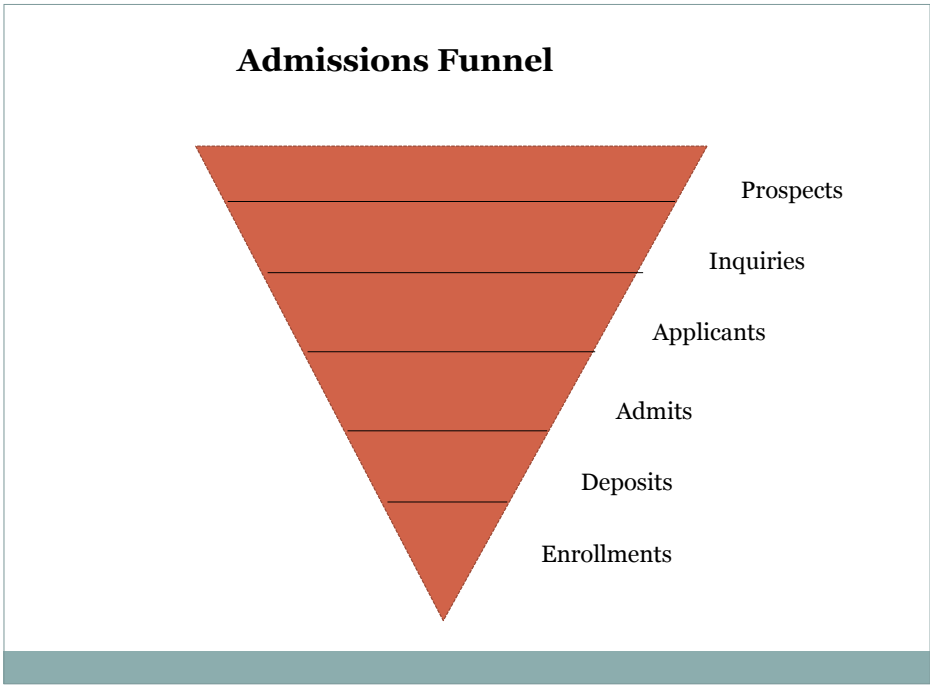 Admissions Funnel
Prospects
Inquiries
Applicants
Admits
Deposits
Enrollments